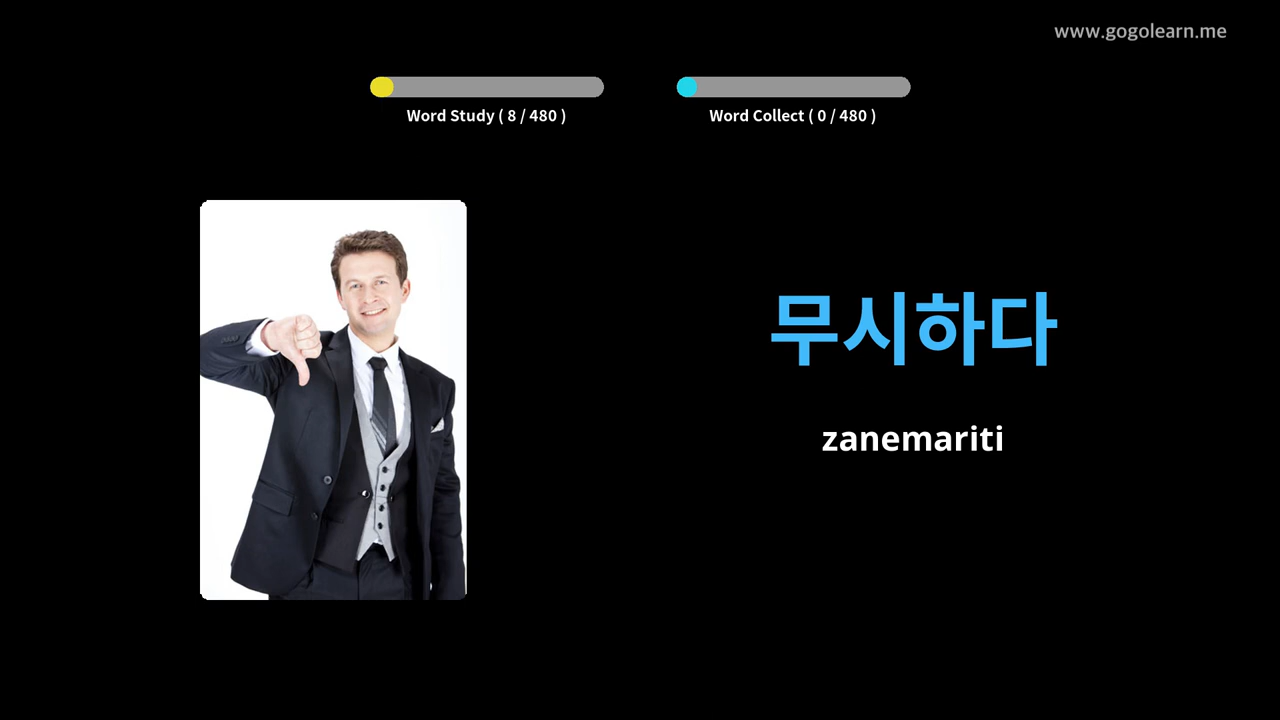 www.gogolearn.me
Word Study ( 8 / 480 )
Word Collect ( 0 / 480 )
무시하다
zanemariti